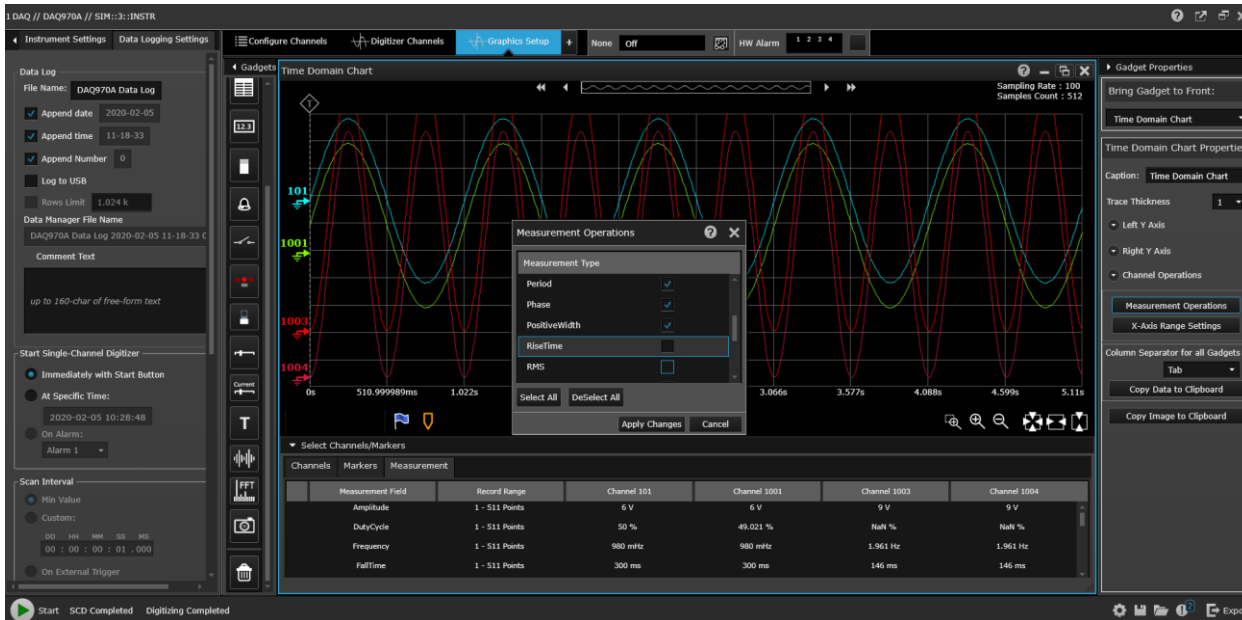 1 DAQ // DAQ970A // SIM::3::INSTR
Instrument Settings
Data Logging Settings
Configure Channels
Digitizer Channels
Graphics Setup
+
None
Off
HW Alarm
1 2 3 4
Data Log
File Name: DAQ970A Data Log
Append date 2020-02-05
Append time 11-18-33
Append Number 0
Log to USB
Rows Limit 1.024 k
Data Manager File Name
DAQ970A Data Log 2020-02-05 11-18-33
Comment Text
up to 160-char of free-form text
Start Single-Channel Digitizer
Immediately with Start Button
At Specific Time:
2020-02-05 10:28:48
On Alarm:
Alarm 1
Scan Interval
Min Value
Custom:
DD HH MM SS MS
00 : 00 : 00 : 01 .000
On External Trigger
Gadgets
12.3
Current
T
FFT
Time Domain Chart
Sampling Rate : 100
Samples Count : 512
T
101
1001
1003
1004
0s 510.999989ms 1.022s 3.066s 3.577s 4.088s 4.599s 5.11s
Measurement Operations
Measurement Type
Period
Phase
PositiveWidth
RiseTime
RMS
Select All
DeSelect All
Apply Changes
Cancel
Select Channels/Markers
Channels Markers Measurement
Measurement Field Record Range Channel 101 Channel 1001 Channel 1003 Channel 1004
Amplitude 1 - 511 Points 6 V 6 V 9 V 9 V
DutyCycle 1 - 511 Points 50 % 49.021 % NaN % NaN %
Frequency 1 - 511 Points 980 mHz 980 mHz 1.961 Hz 1.961 Hz
FallTime 1 - 511 Points 300 ms 300 ms 146 ms 146 ms
Gadget Properties
Bring Gadget to Front:
Time Domain Chart
Time Domain Chart Propertie
Caption: Time Domain Chart
Trace Thickness 1
Left Y Axis
Right Y Axis
Channel Operations
Measurement Operations
X-Axis Range Settings
Column Separator for all Gadgets
Tab
Copy Data to Clipboard
Copy Image to Clipboard
Start
SCD Completed
Digitizing Completed
2
Expo